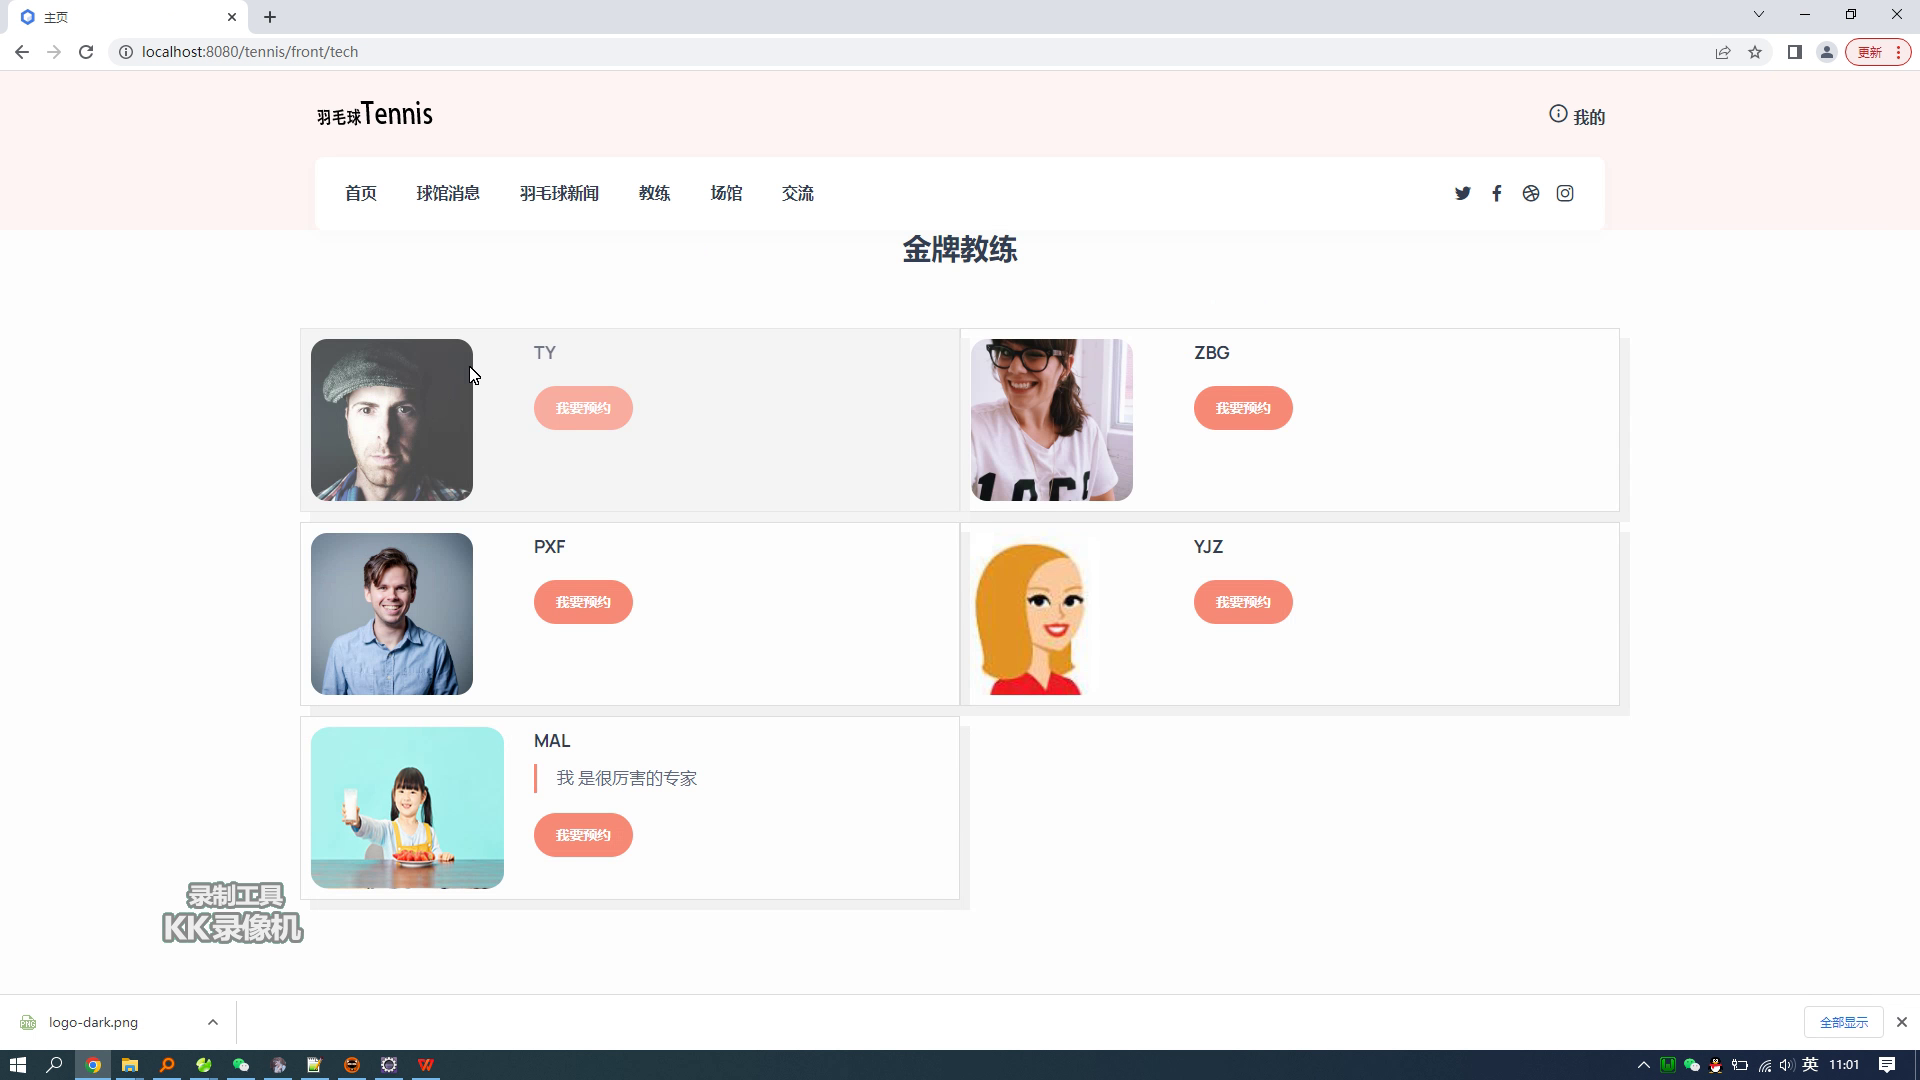 主页
localhost:8080/tennis/front/tech
更新
羽毛球Tennis
我的
首页 球馆消息 羽毛球新闻 教练 场馆 交流
金牌教练
TY
我要预约
ZBG
我要预约
PXF
我要预约
YJZ
我要预约
MAL
我 是很厉害的专家
我要预约
录制工具
KK录像机
logo-dark.png
全部显示
英 11:01